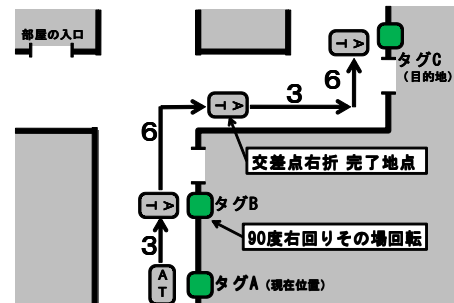 部屋の入口
A
T
タグC
(目的地)
6
3
6
A
T
交差点右折 完了地点
A
T
タグB
90度右回りその場回転
3
A
T
タグA (現在位置)